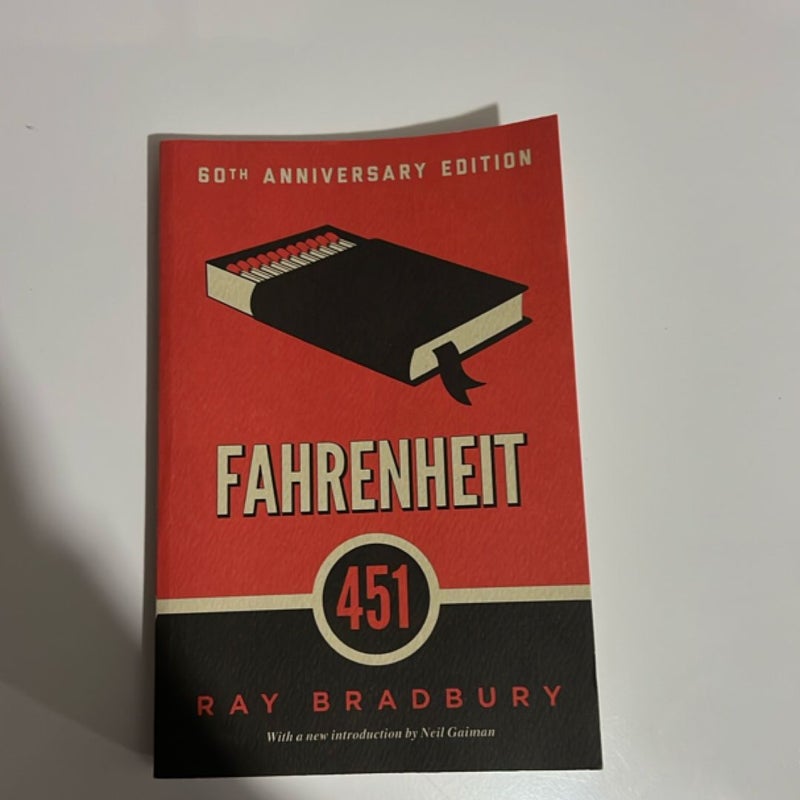 60TH ANNIVERSARY EDITION
FAHRENHEIT
451
RAY BRADBURY
With a new introduction by Neil Gaiman